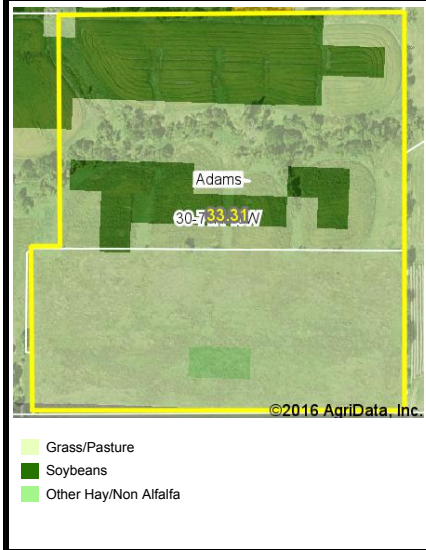 Adams
33.31
©2016 AgriData, Inc.
Grass/Pasture
Soybeans
Other Hay/Non Alfalfa